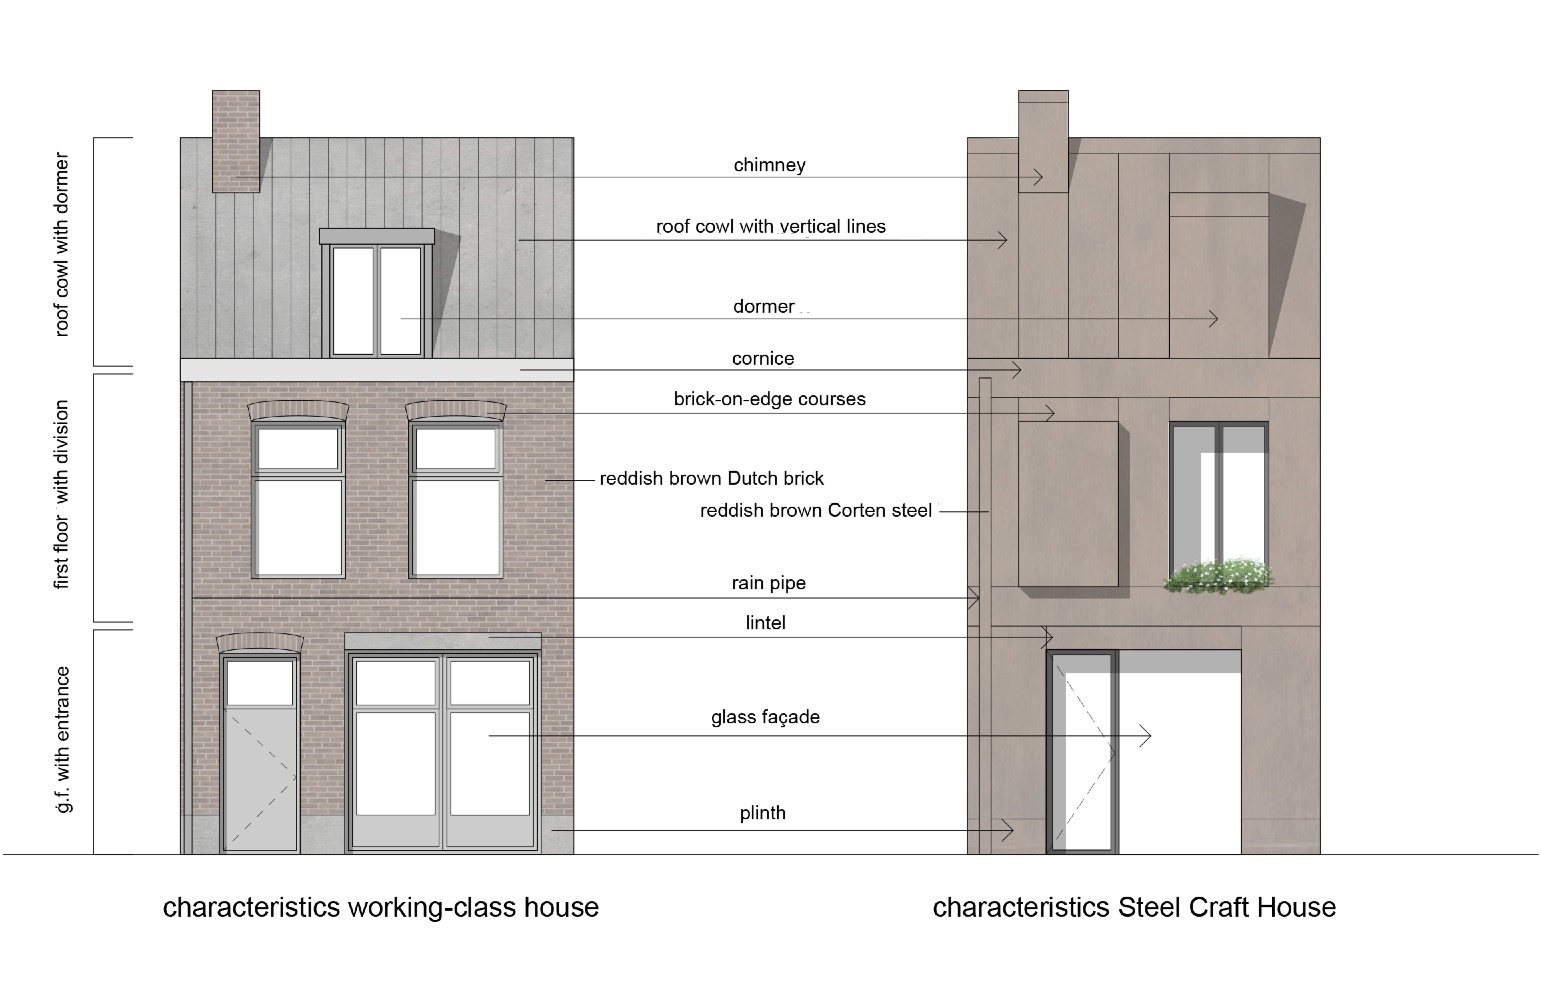 roof cowl with dormer
first floor with division
g.f. with entrance
chimney
roof cowl with vertical lines
dormer
cornice
brick-on-edge courses
reddish brown Dutch brick
reddish brown Corten steel
rain pipe
lintel
glass façade
plinth
characteristics working-class house
characteristics Steel Craft House